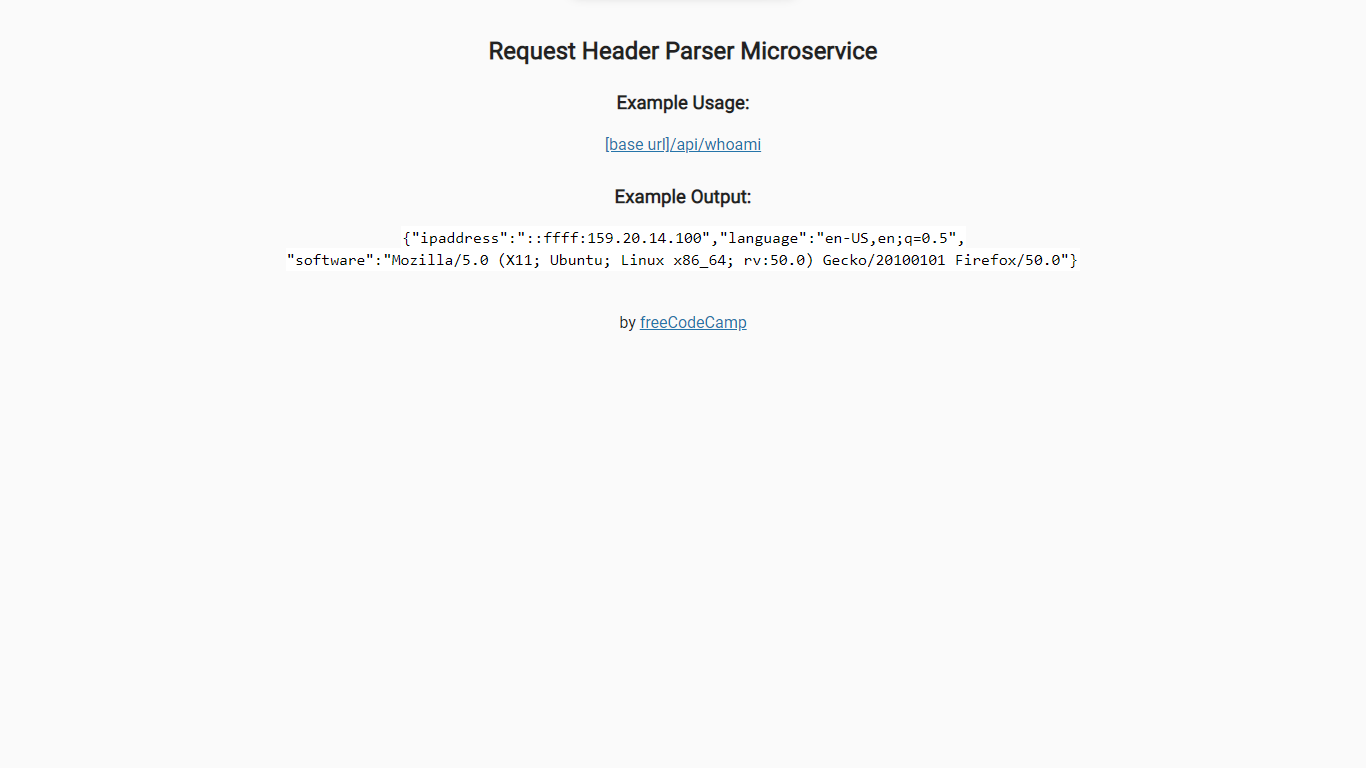 Request Header Parser Microservice
Example Usage:
[base url]/api/whoami
Example Output:
{"ipaddress":"::ffff:159.20.14.100","language":"en-US,en;q=0.5",
"software":"Mozilla/5.0 (X11; Ubuntu; Linux x86_64; rv:50.0) Gecko/20100101 Firefox/50.0"}
by freeCodeCamp